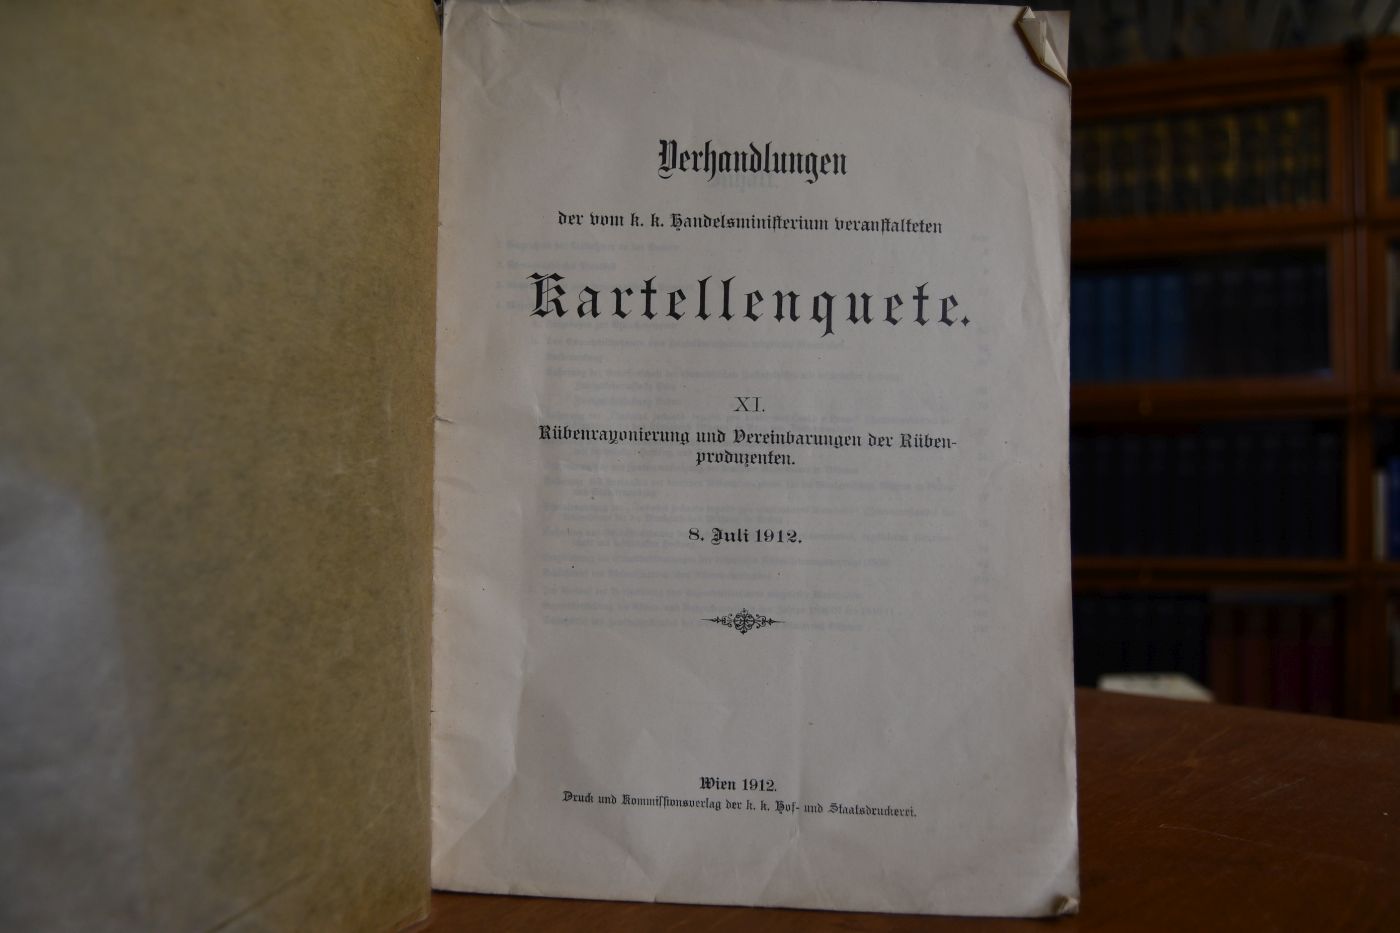 Verhandlungen
der vom k. k. Handelsministerium veranstalteten
Kartellenquete.
XI.
Rübenrayonierung und Vereinbarungen der Rüben-
produzenten.
8. Juli 1912.
Wien 1912.
Druck und Kommissionsverlag der k. k. Hof- und Staatsdruckerei.